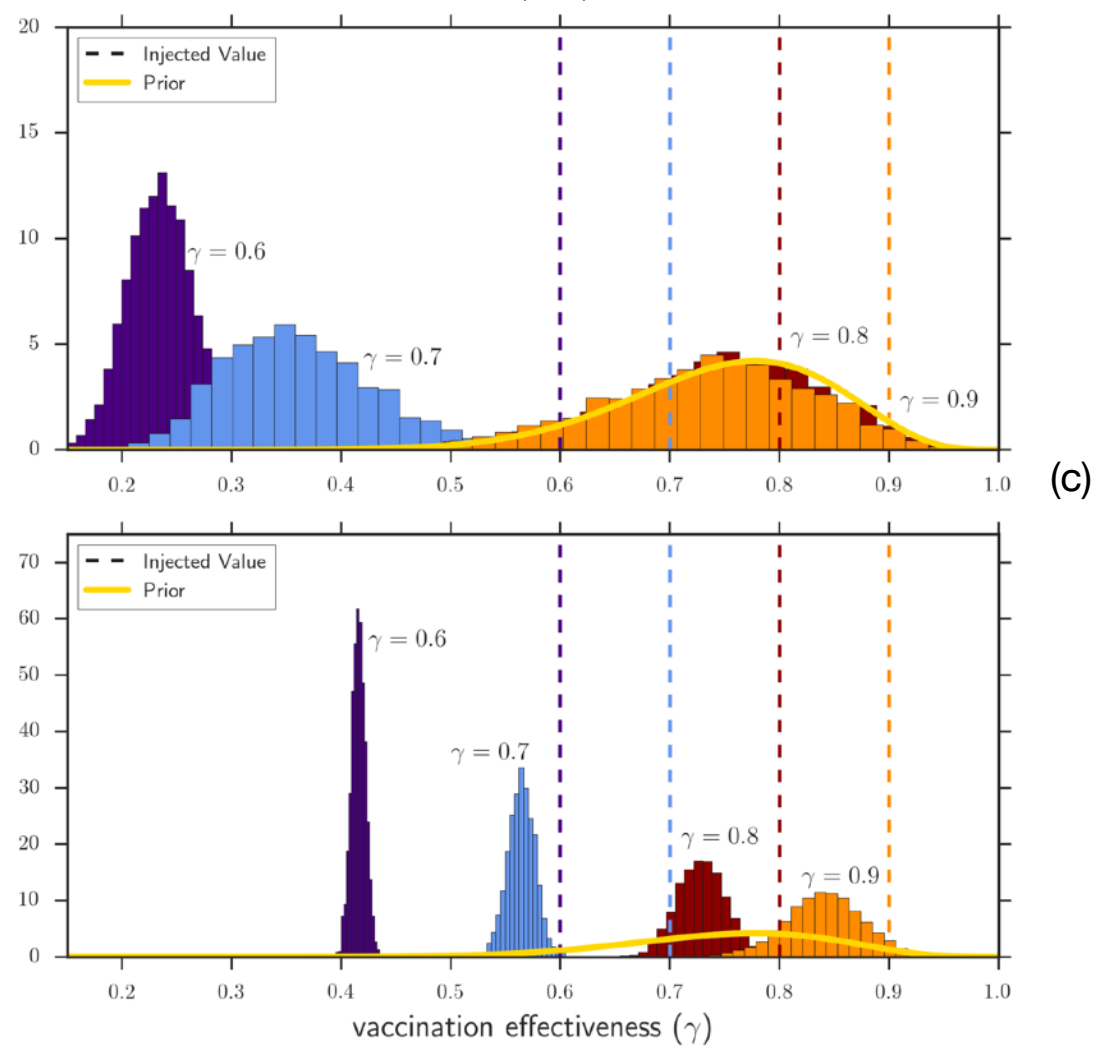 20
Injected Value
Prior
15
10
γ = 0.6
5
γ = 0.8
γ = 0.7
γ = 0.9
0
0.2 0.3 0.4 0.5 0.6 0.7 0.8 0.9 1.0
(c)
70
Injected Value
Prior
60
γ = 0.6
50
40
γ = 0.7
30
20
γ = 0.8
γ = 0.9
10
0
0.2 0.3 0.4 0.5 0.6 0.7 0.8 0.9 1.0
vaccination effectiveness (γ)